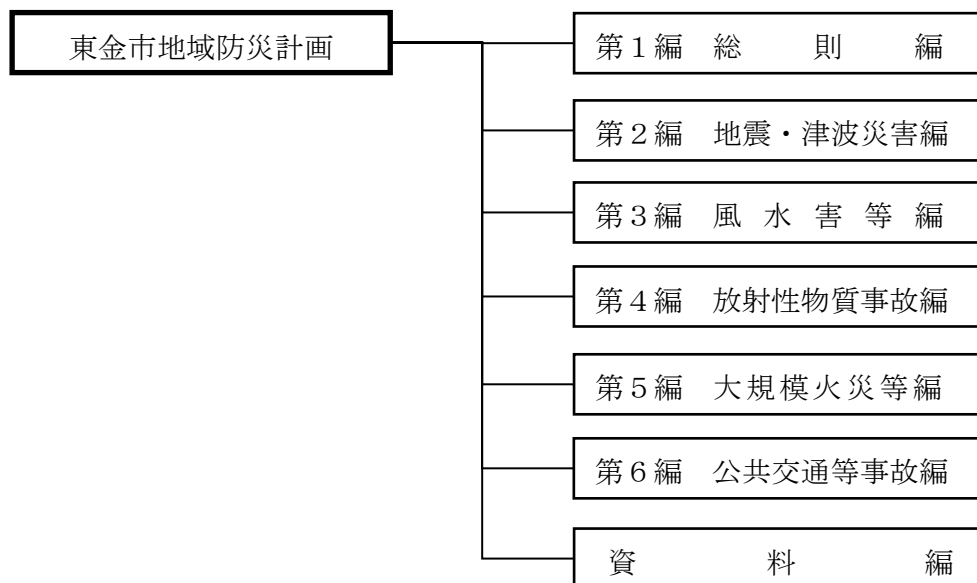 東金市地域防災計画
第１編　総則編
第２編　地震・津波災害編
第３編　風水害等編
第４編　放射性物質事故編
第５編　大規模火災等編
第６編　公共交通等事故編
資料編